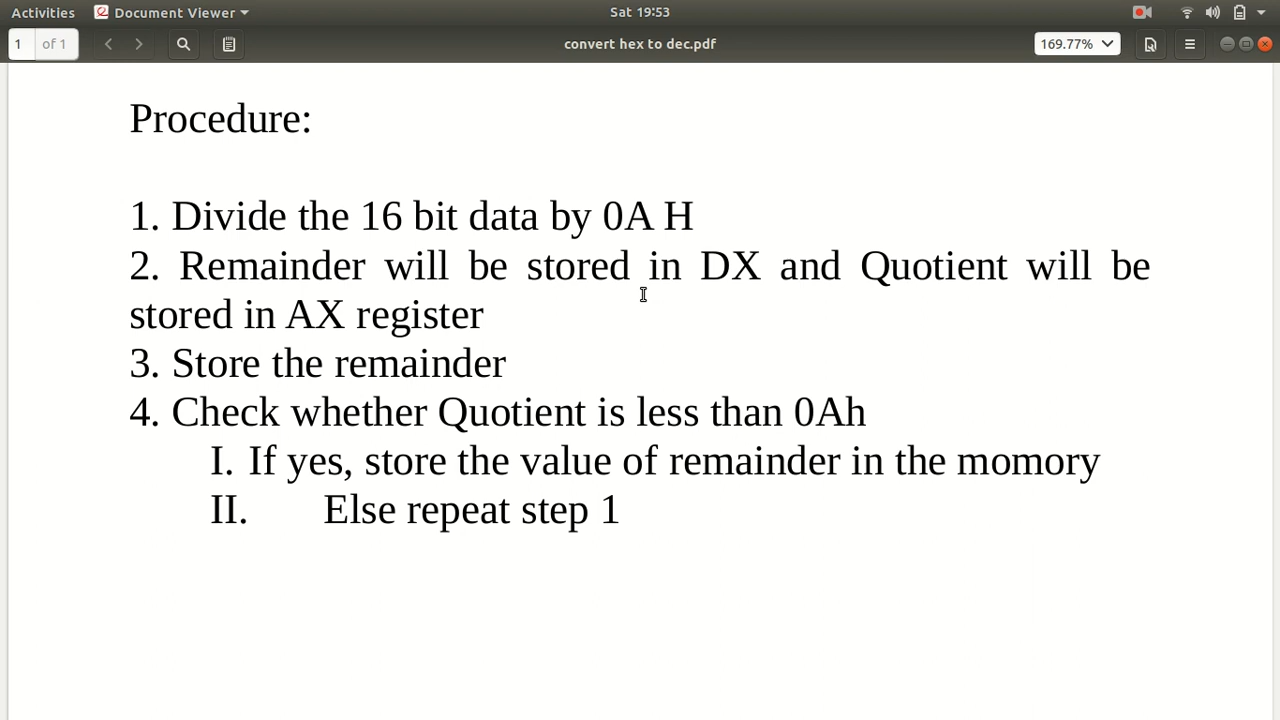 Activities Document Viewer Sat 19:53
1 of 1 convert hex to dec.pdf 169.77%
Procedure:
1. Divide the 16 bit data by 0A H
2. Remainder will be stored in DX and Quotient will be
stored in AX register
3. Store the remainder
4. Check whether Quotient is less than 0Ah
I. If yes, store the value of remainder in the momory
II. Else repeat step 1